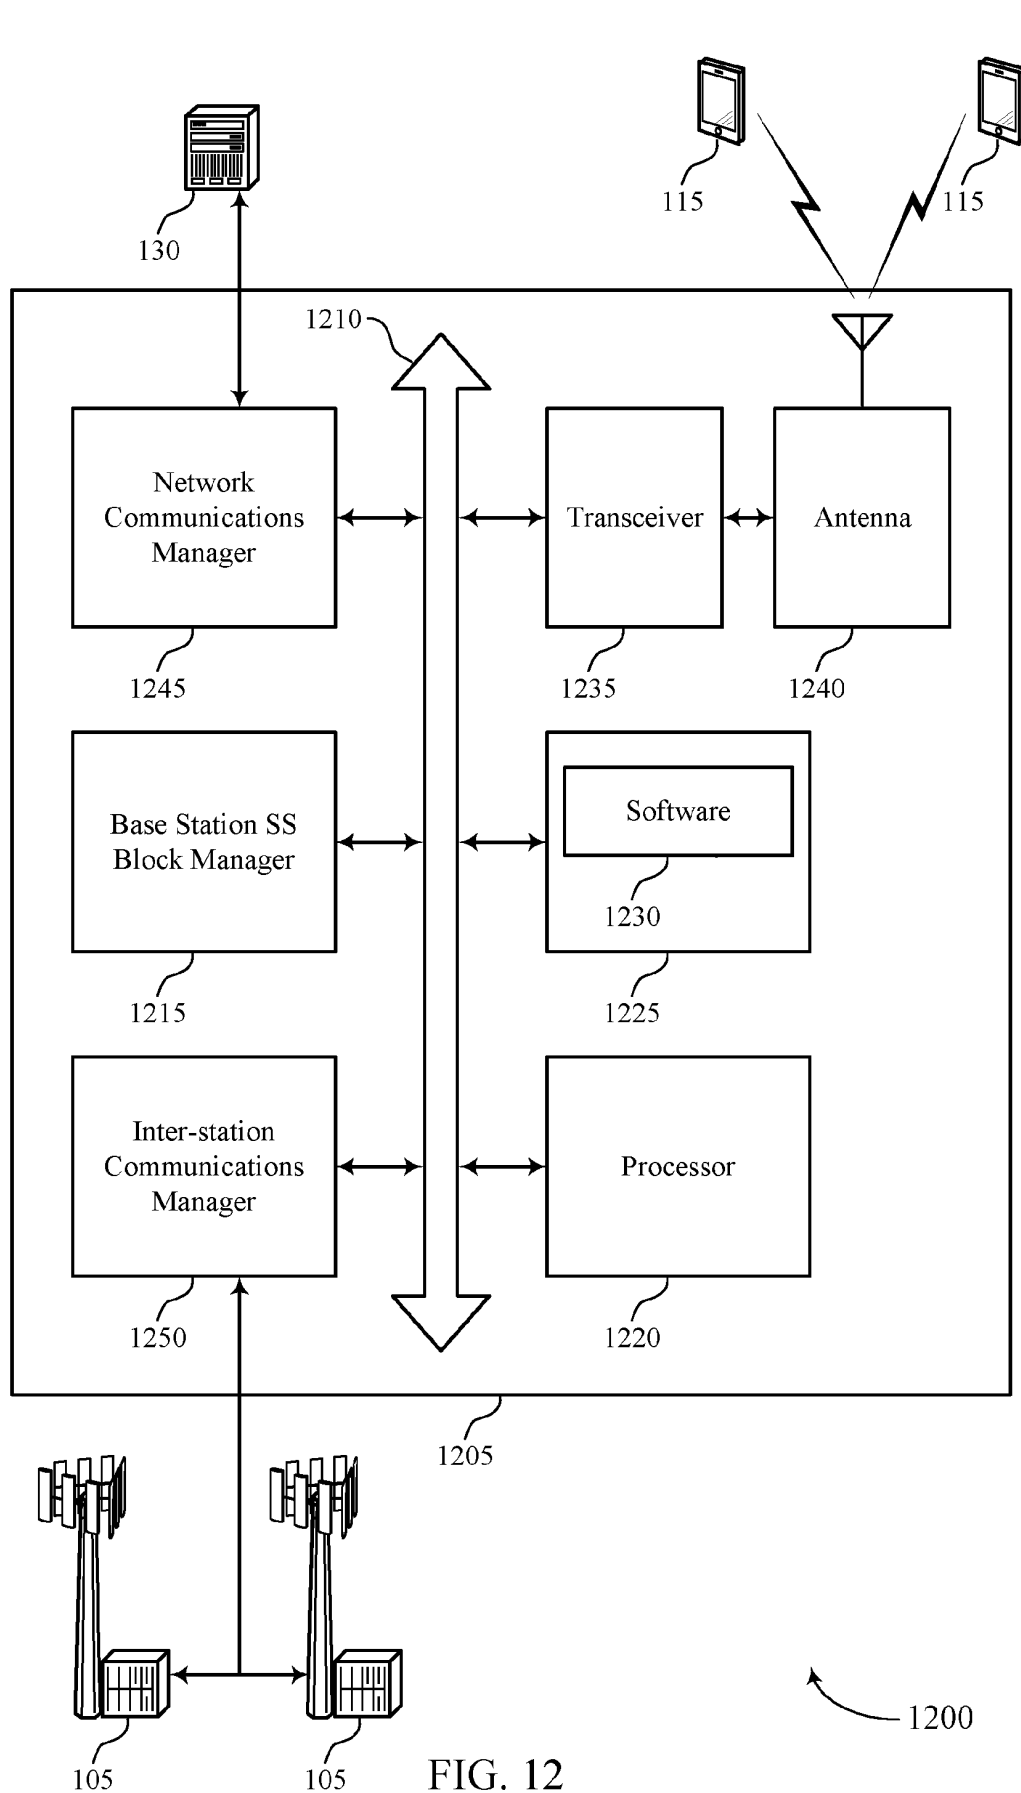 115
115
130
1210
Network
Communications
Manager
Transceiver
Antenna
1245
1235
1240
Base Station SS
Block Manager
Software
1230
1215
1225
Inter-station
Communications
Manager
Processor
1250
1220
1205
1200
105
105
FIG. 12